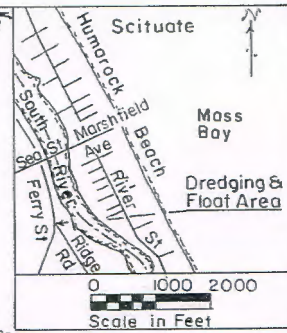 Scituate
N
Humarock
Beach
Mass
Bay
Marshfield
Ave
Sea St
South
River
River
St
Dredging &
Float Area
Ferry St
Ridge
Rd
0 1000 2000
Scale in Feet